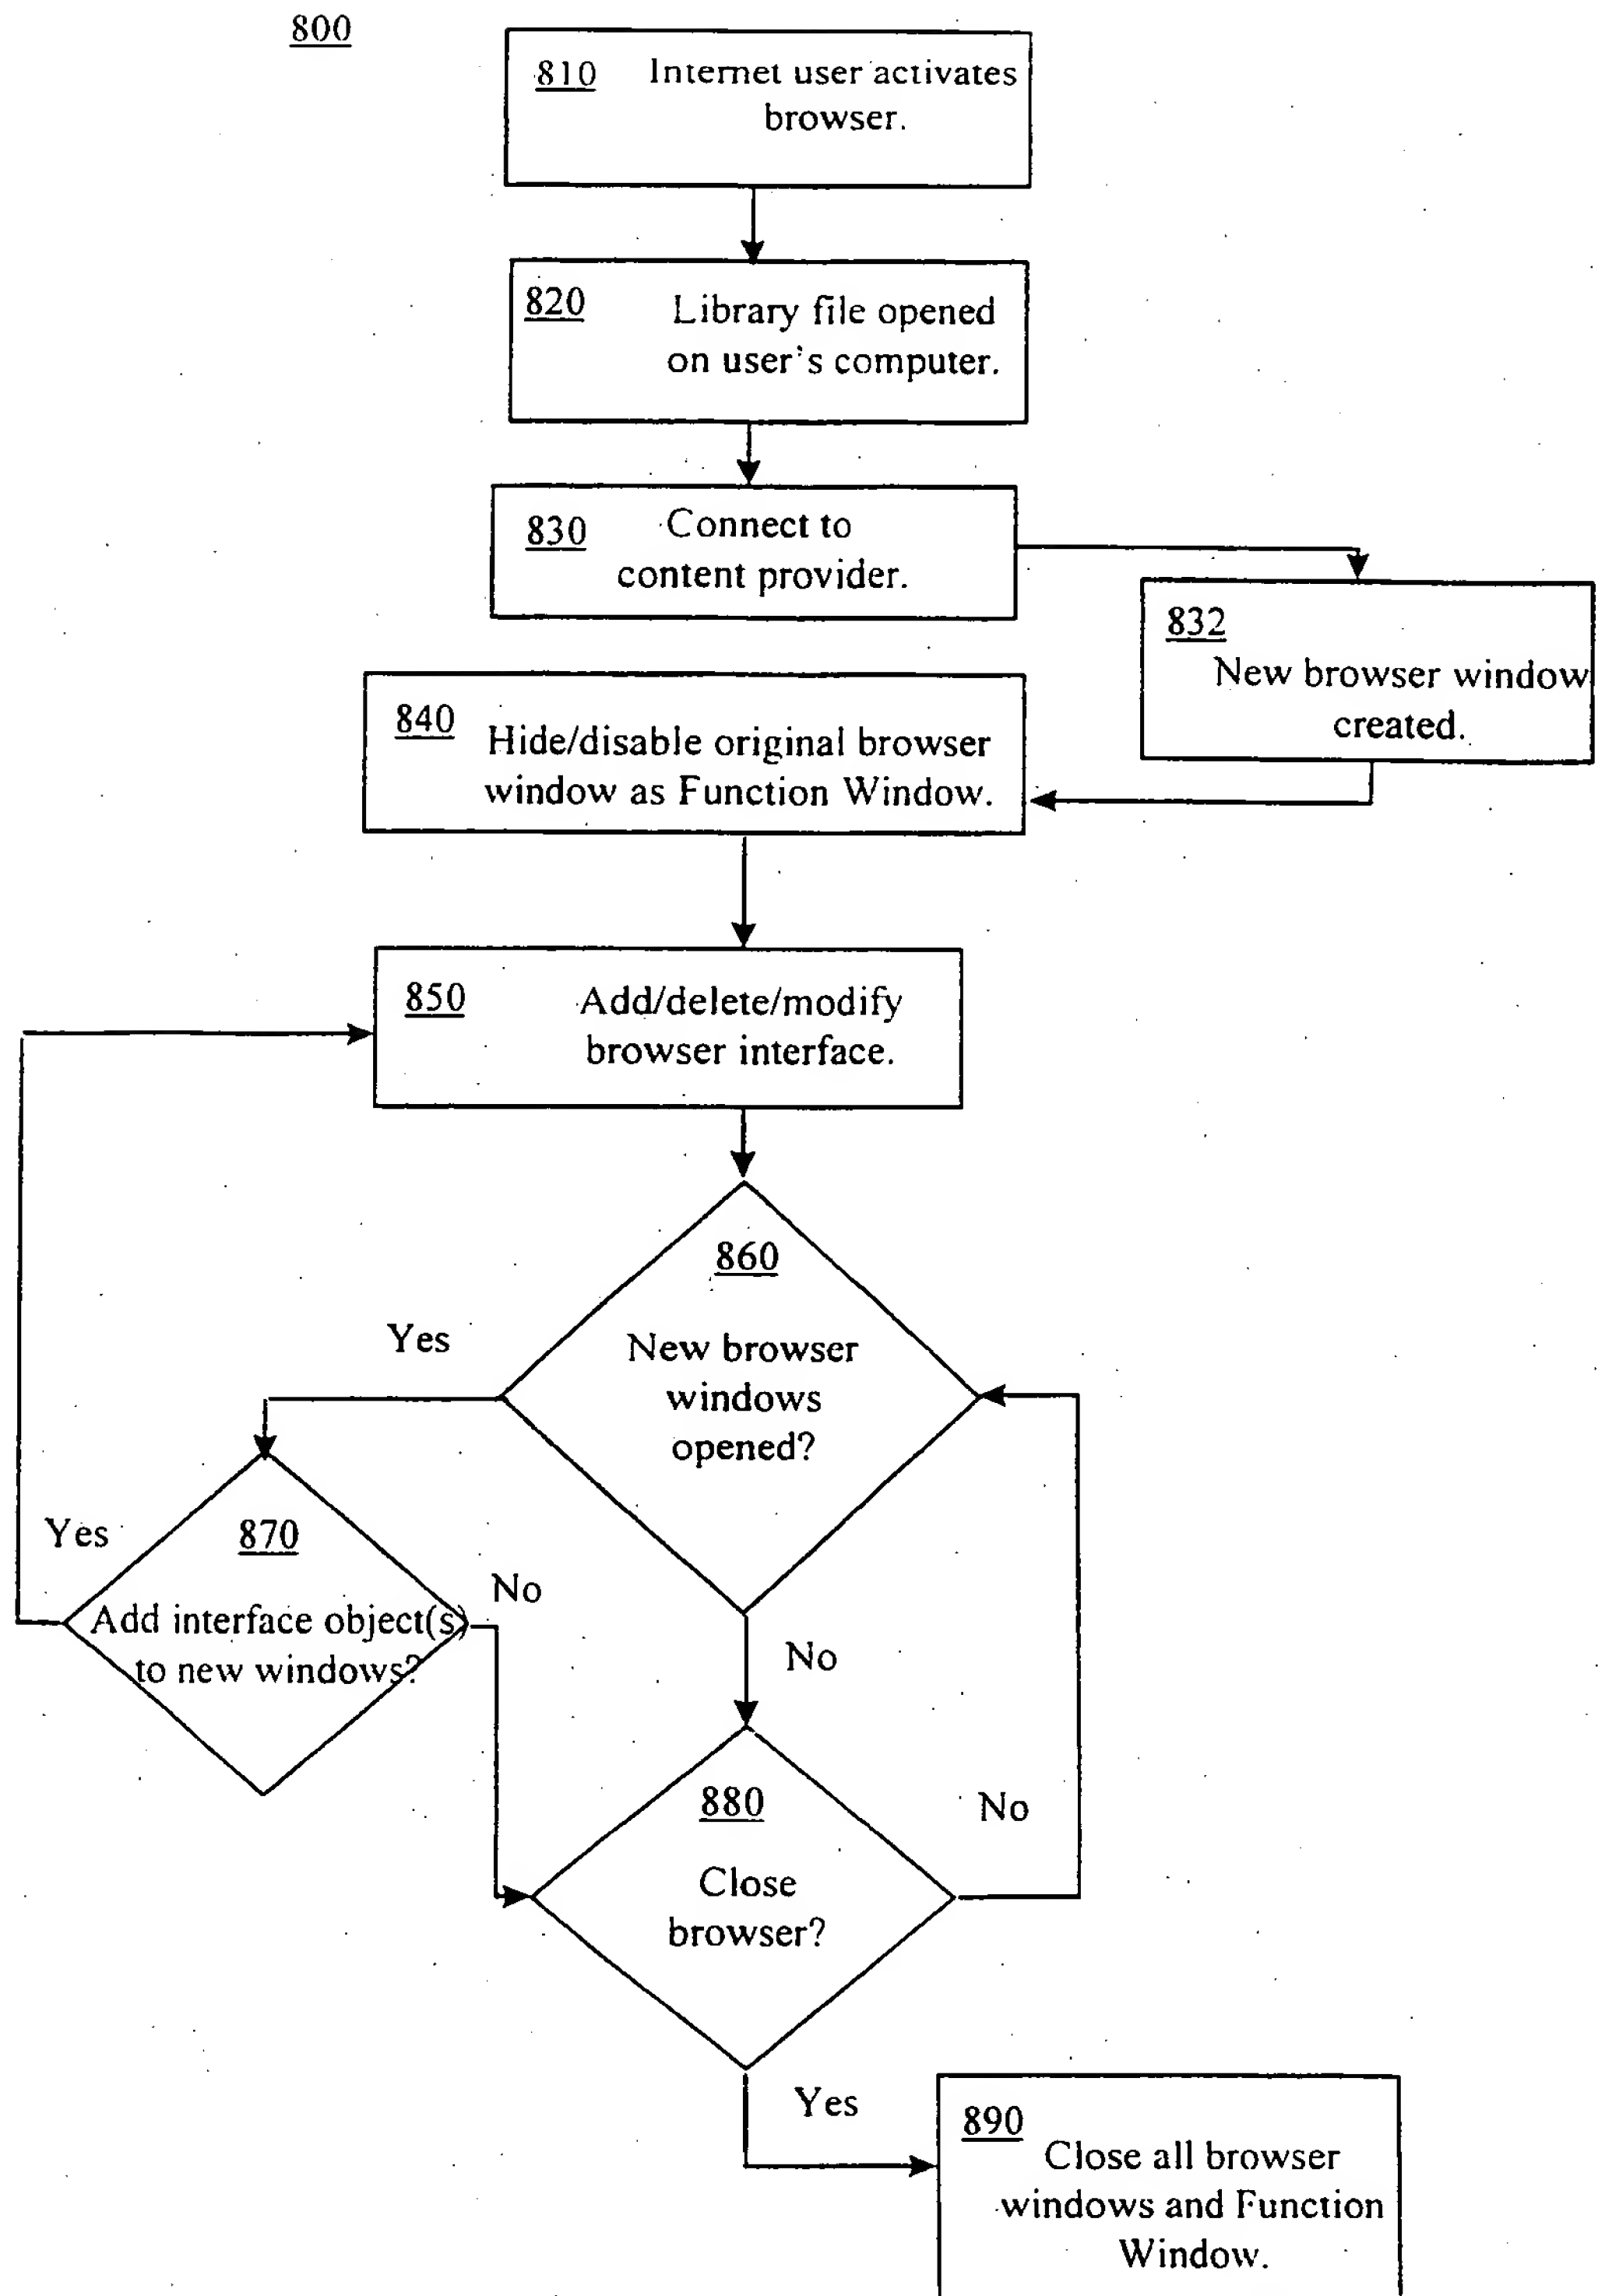 800
810 Internet user activates
browser.
820 Library file opened
on user's computer.
830 Connect to
content provider.
832
New browser window
created.
840 Hide/disable original browser
window as Function Window.
850 Add/delete/modify
browser interface.
860
Yes
New browser
windows
opened?
Yes
870
No
Add interface object(s)
to new windows?
No
880
No
Close
browser?
Yes
890
Close all browser
windows and Function
Window.